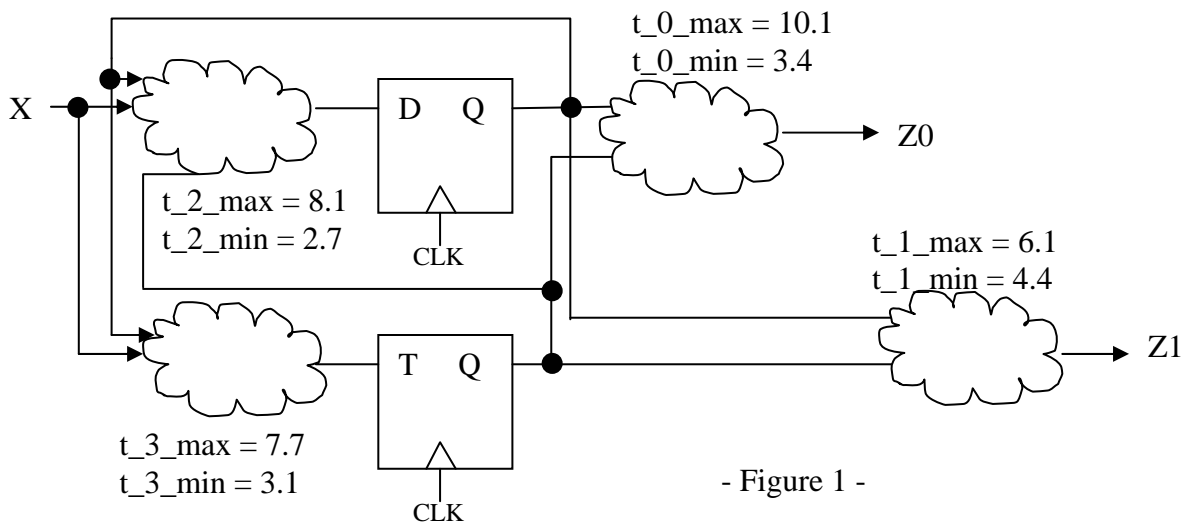 t_0_max = 10.1
t_0_min = 3.4
X
D Q
Z0
t_2_max = 8.1
t_2_min = 2.7
CLK
t_1_max = 6.1
t_1_min = 4.4
T Q
Z1
t_3_max = 7.7
t_3_min = 3.1
CLK
- Figure 1 -